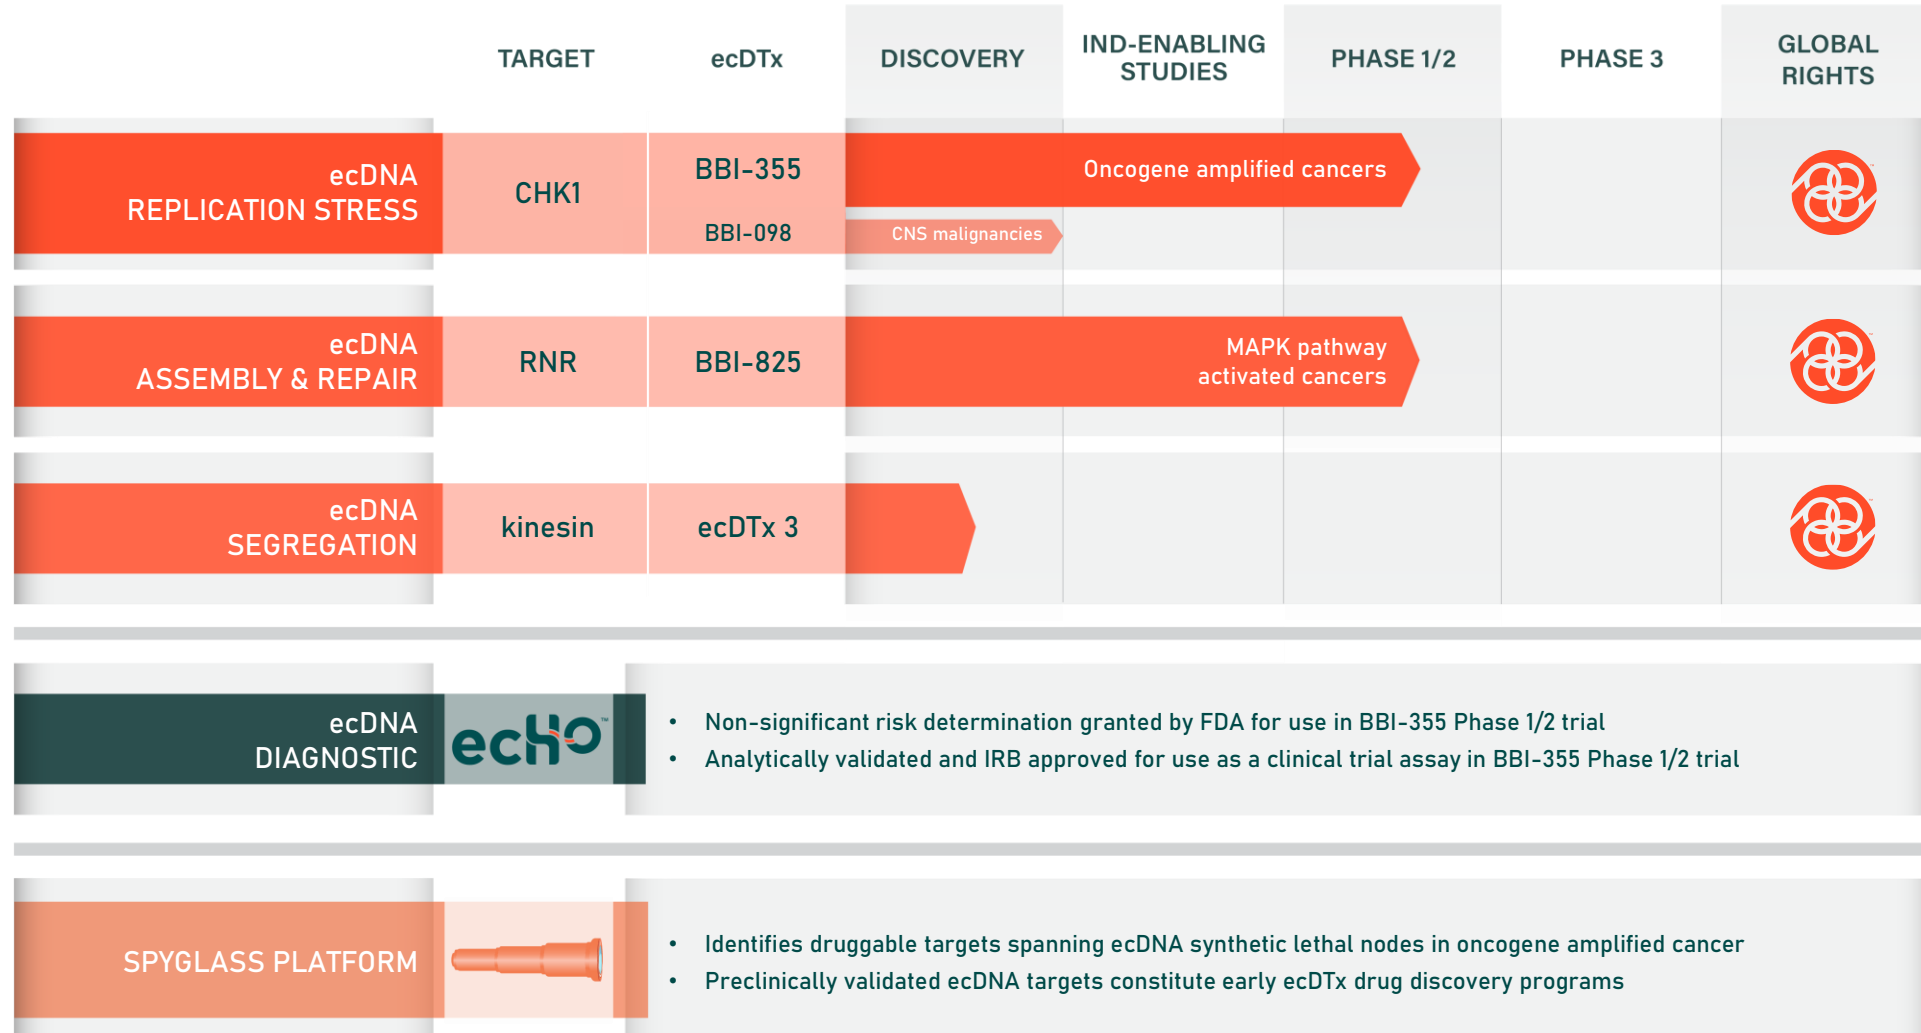 TARGET
ecDTx
DISCOVERY
IND-ENABLING
STUDIES
PHASE 1/2
PHASE 3
GLOBAL
RIGHTS
ecDNA
REPLICATION STRESS
CHK1
BBI-355
Oncogene amplified cancers
BBI-098
CNS malignancies
ecDNA
ASSEMBLY & REPAIR
RNR
BBI-825
MAPK pathway
activated cancers
ecDNA
SEGREGATION
kinesin
ecDTx 3
ecDNA
DIAGNOSTIC
ecHO™
• Non-significant risk determination granted by FDA for use in BBI-355 Phase 1/2 trial
• Analytically validated and IRB approved for use as a clinical trial assay in BBI-355 Phase 1/2 trial
SPYGLASS PLATFORM
• Identifies druggable targets spanning ecDNA synthetic lethal nodes in oncogene amplified cancer
• Preclinically validated ecDNA targets constitute early ecDTx drug discovery programs